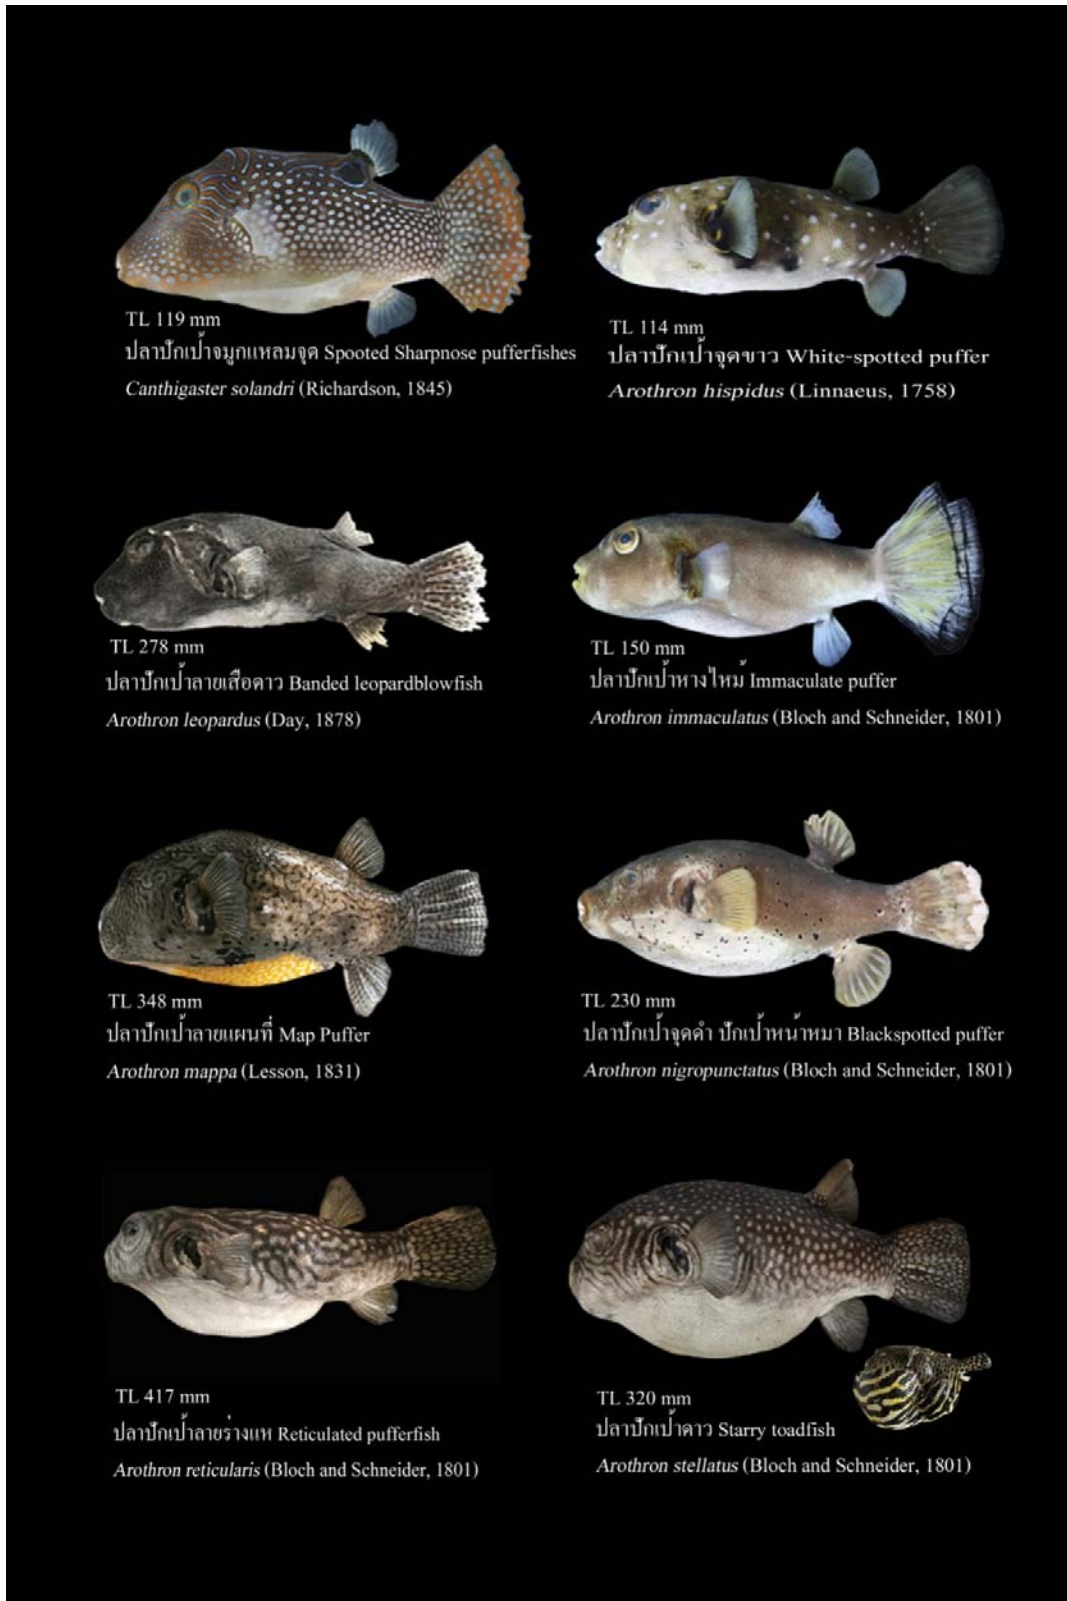 TL 119 mm
ปลาปักเป้าจมูกแหลมจุด Spooted Sharpnose pufferfishes
Canthigaster solandri (Richardson, 1845)
TL 114 mm
ปลาปักเป้าจุดขาว White-spotted puffer
Arothron hispidus (Linnaeus, 1758)
TL 278 mm
ปลาปักเป้าลายเสือดาว Banded leopardblowfish
Arothron leopardus (Day, 1878)
TL 150 mm
ปลาปักเป้าหางไหม้ Immaculate puffer
Arothron immaculatus (Bloch and Schneider, 1801)
TL 348 mm
ปลาปักเป้าลายแผนที่ Map Puffer
Arothron mappa (Lesson, 1831)
TL 230 mm
ปลาปักเป้าจุดดำ ปักเป้าหน้าหมา Blackspotted puffer
Arothron nigropunctatus (Bloch and Schneider, 1801)
TL 417 mm
ปลาปักเป้าลายร่างแห Reticulated pufferfish
Arothron reticularis (Bloch and Schneider, 1801)
TL 320 mm
ปลาปักเป้าดาว Starry toadfish
Arothron stellatus (Bloch and Schneider, 1801)